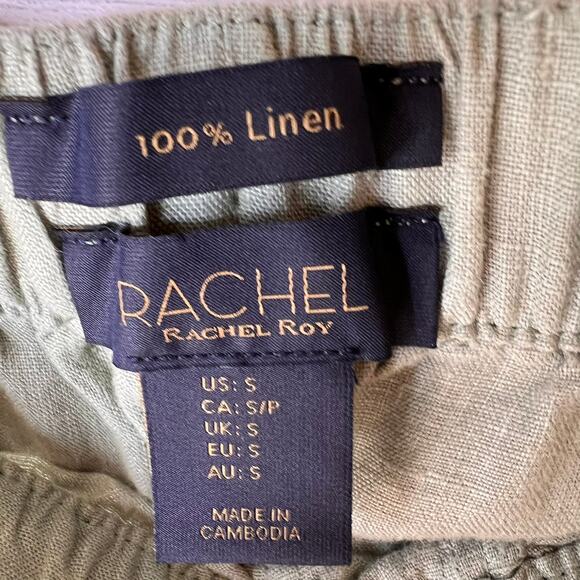 100% Linen
RACHEL
RACHEL ROY
US: S
CA: S/P
UK: S
EU: S
AU: S
MADE IN
CAMBODIA